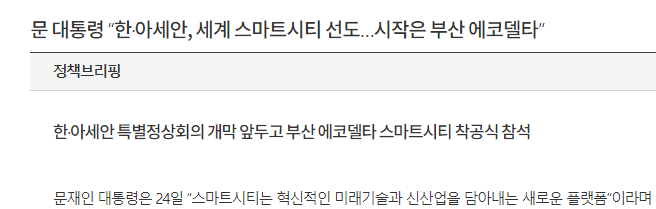 문 대통령 “한·아세안, 세계 스마트시티 선도…시작은 부산 에코델타”
정책브리핑
한·아세안 특별정상회의 개막 앞두고 부산 에코델타 스마트시티 착공식 참석
문재인 대통령은 24일 “스마트시티는 혁신적인 미래기술과 신산업을 담아내는 새로운 플랫폼”이라며